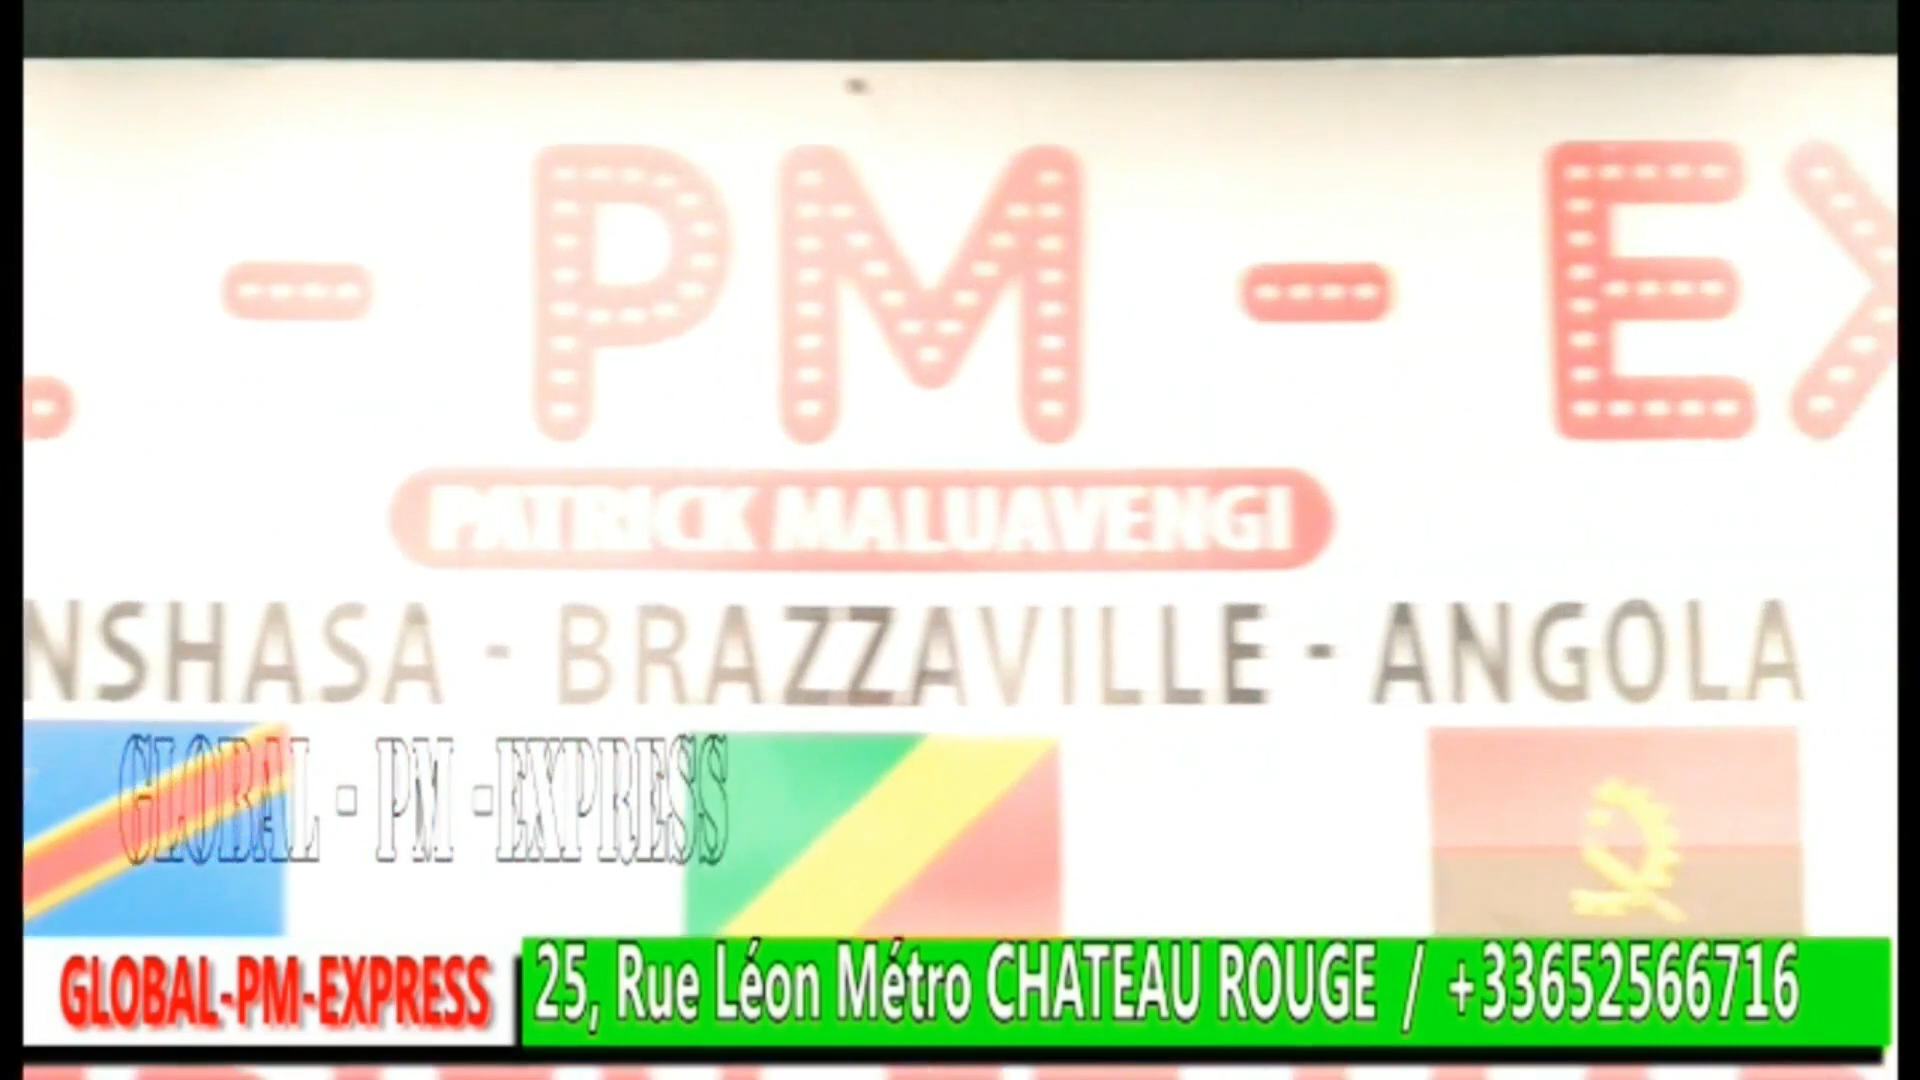 - PM - EX
PATRICK MALUAVENGI
NSHASA - BRAZZAVILLE - ANGOLA
GLOBAL - PM -EXPRESS
GLOBAL-PM-EXPRESS
25, Rue Léon Métro CHATEAU ROUGE / +33652566716